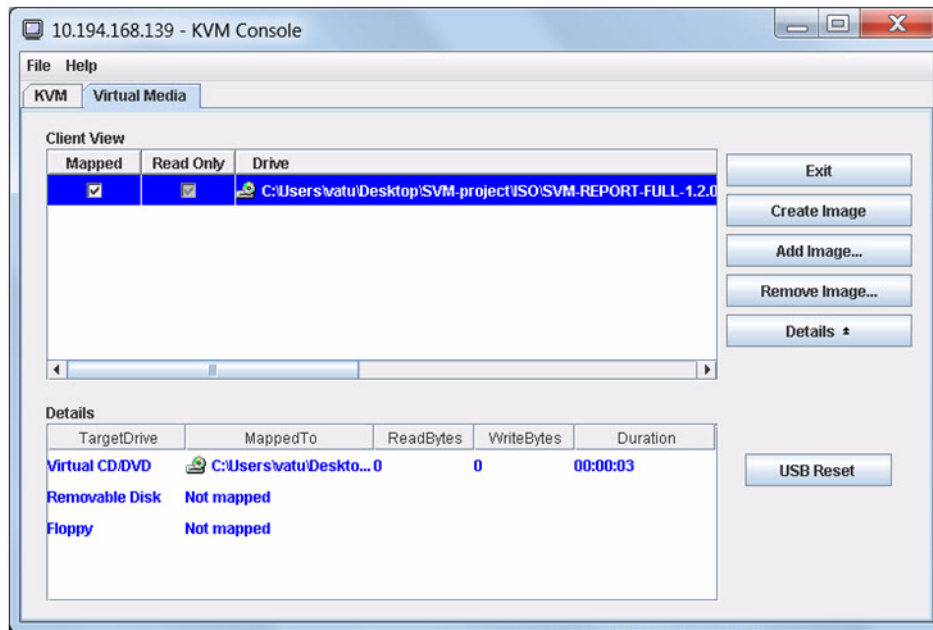 10.194.168.139 - KVM Console
File Help
KVM Virtual Media
Client View
Mapped Read Only Drive
C:\Users\vatu\Desktop\SVM-project\ISO\SVM-REPORT-FULL-1.2.0
Exit
Create Image
Add Image...
Remove Image...
Details
Details
TargetDrive MappedTo ReadBytes WriteBytes Duration
Virtual CD/DVD C:\Users\vatu\Deskto... 0 0 00:00:03
Removable Disk Not mapped
Floppy Not mapped
USB Reset